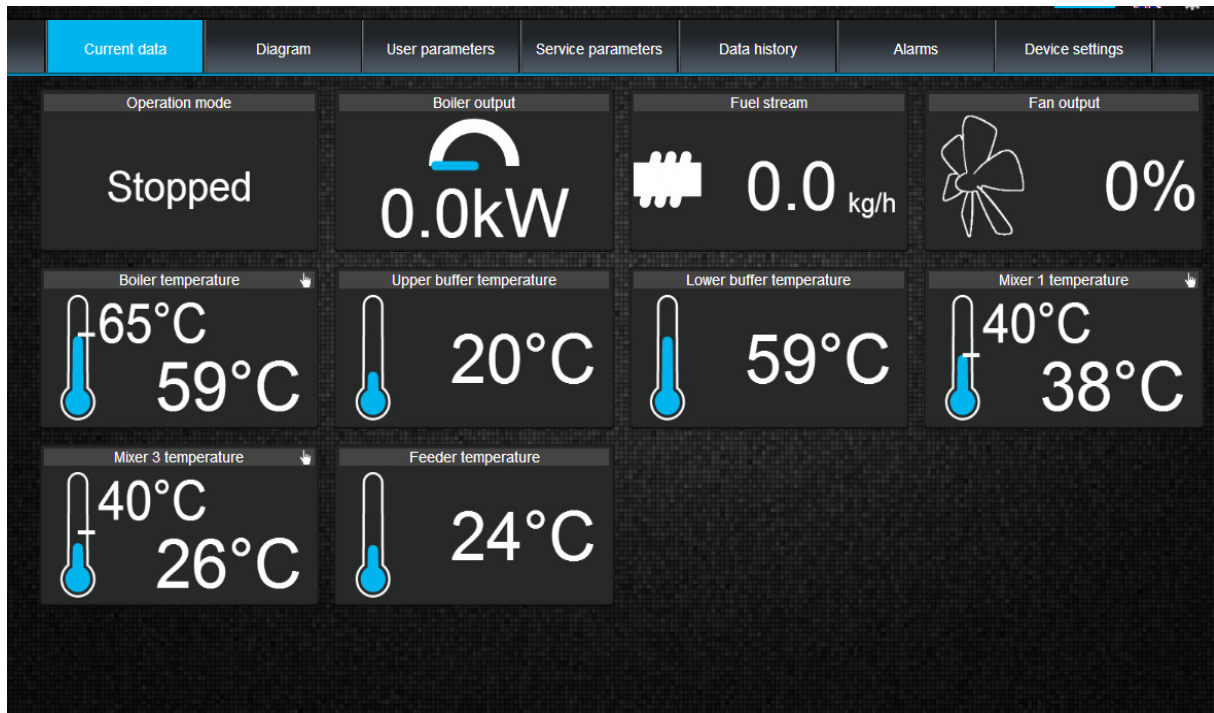 Current data
Diagram
User parameters
Service parameters
Data history
Alarms
Device settings
Operation mode
Stopped
Boiler output
0.0kW
Fuel stream
0.0 kg/h
Fan output
0%
Boiler temperature
65°C
59°C
Upper buffer temperature
20°C
Lower buffer temperature
59°C
Mixer 1 temperature
40°C
38°C
Mixer 3 temperature
40°C
26°C
Feeder temperature
24°C